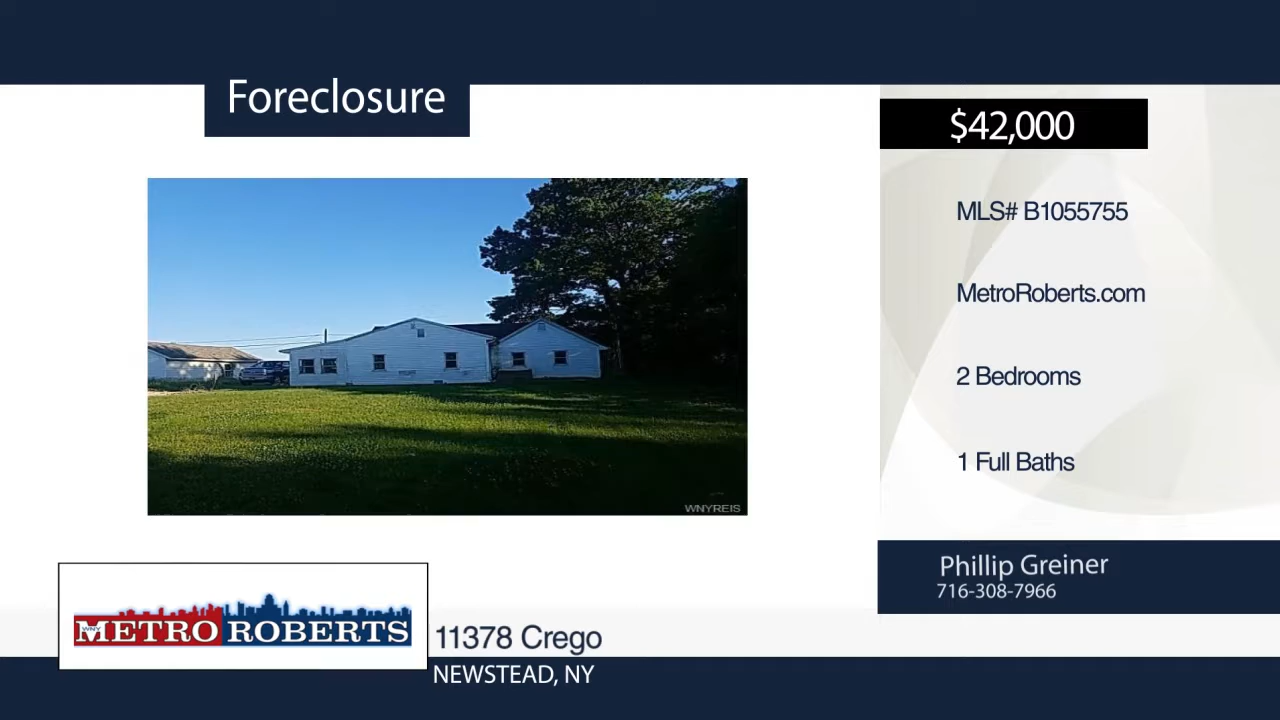 Foreclosure
$42,000
MLS# B1055755
MetroRoberts.com
2 Bedrooms
1 Full Baths
WNYREIS
Phillip Greiner
716-308-7966
WNY METRO ROBERTS
11378 Crego
NEWSTEAD, NY